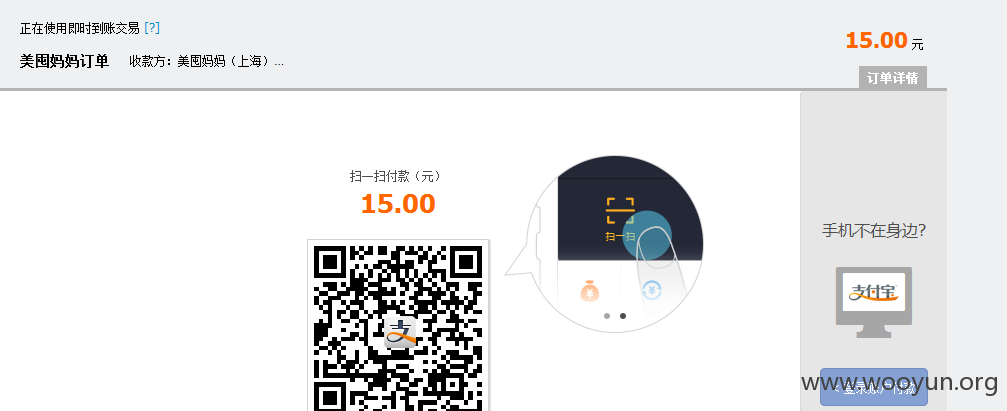 正在使用即时到账交易 [?]
15.00 元
美囤妈妈订单 收款方：美囤妈妈（上海）...
订单详情
扫一扫付款（元）
15.00
扫一扫
手机不在身边?
支付宝
登录账户付款
www.wooyun.org